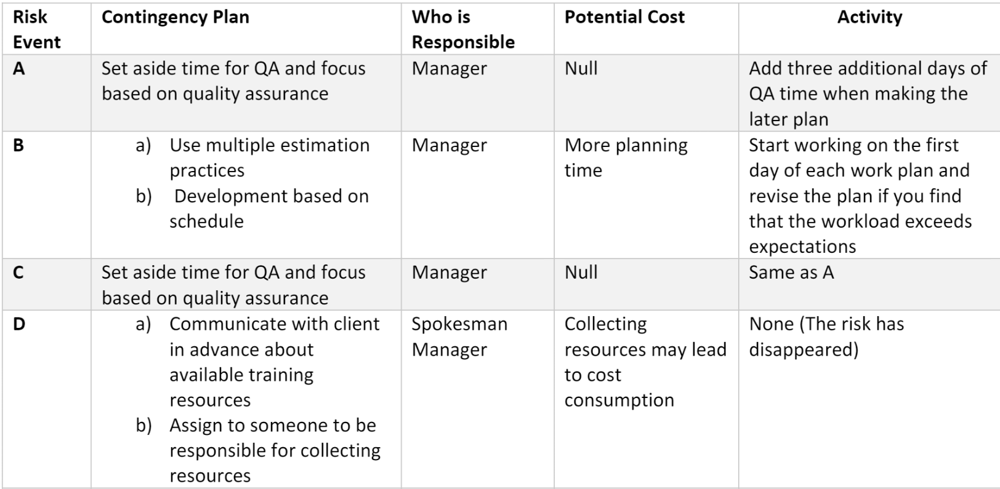 Risk
Event
Contingency Plan
Who is
Responsible
Potential Cost
Activity
A
Set aside time for QA and focus
based on quality assurance
Manager
Null
Add three additional days of
QA time when making the
later plan
B
a) Use multiple estimation
practices
b) Development based on
schedule
Manager
More planning
time
Start working on the first
day of each work plan and
revise the plan if you find
that the workload exceeds
expectations
C
Set aside time for QA and focus
based on quality assurance
Manager
Null
Same as A
D
a) Communicate with client
in advance about
available training
resources
b) Assign to someone to be
responsible for collecting
resources
Spokesman
Manager
Collecting
resources may lead
to cost
consumption
None (The risk has
disappeared)